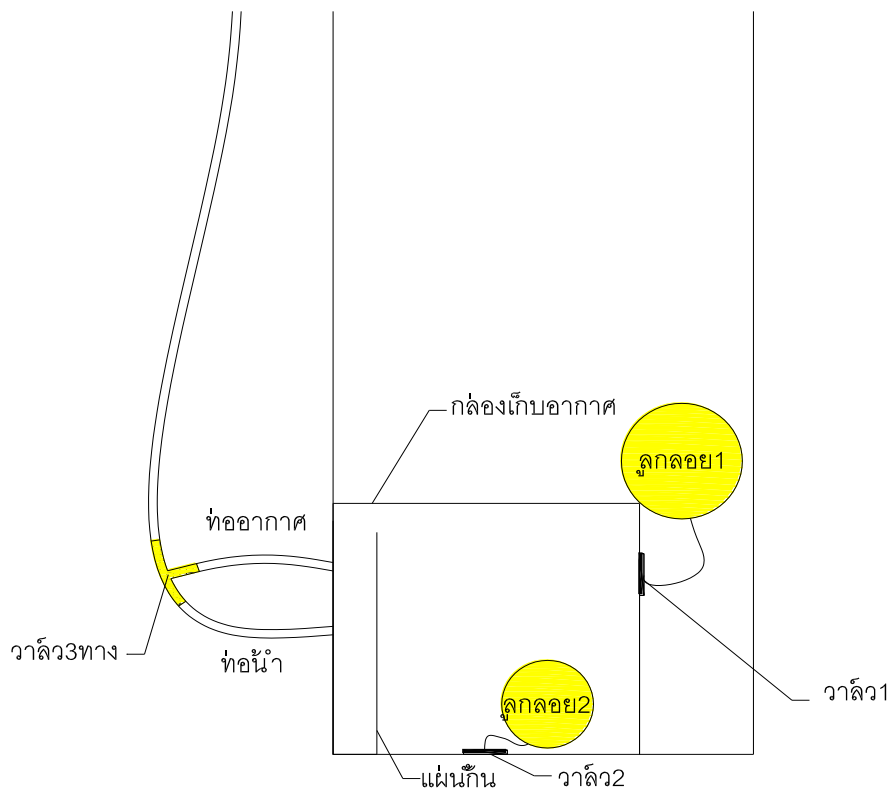 กล่องเก็บอากาศ
ลูกลอย1
ท่ออากาศ
วาล์ว3ทาง
ท่อน้ำ
วาล์ว1
ลูกลอย2
แผ่นกั้น
วาล์ว2